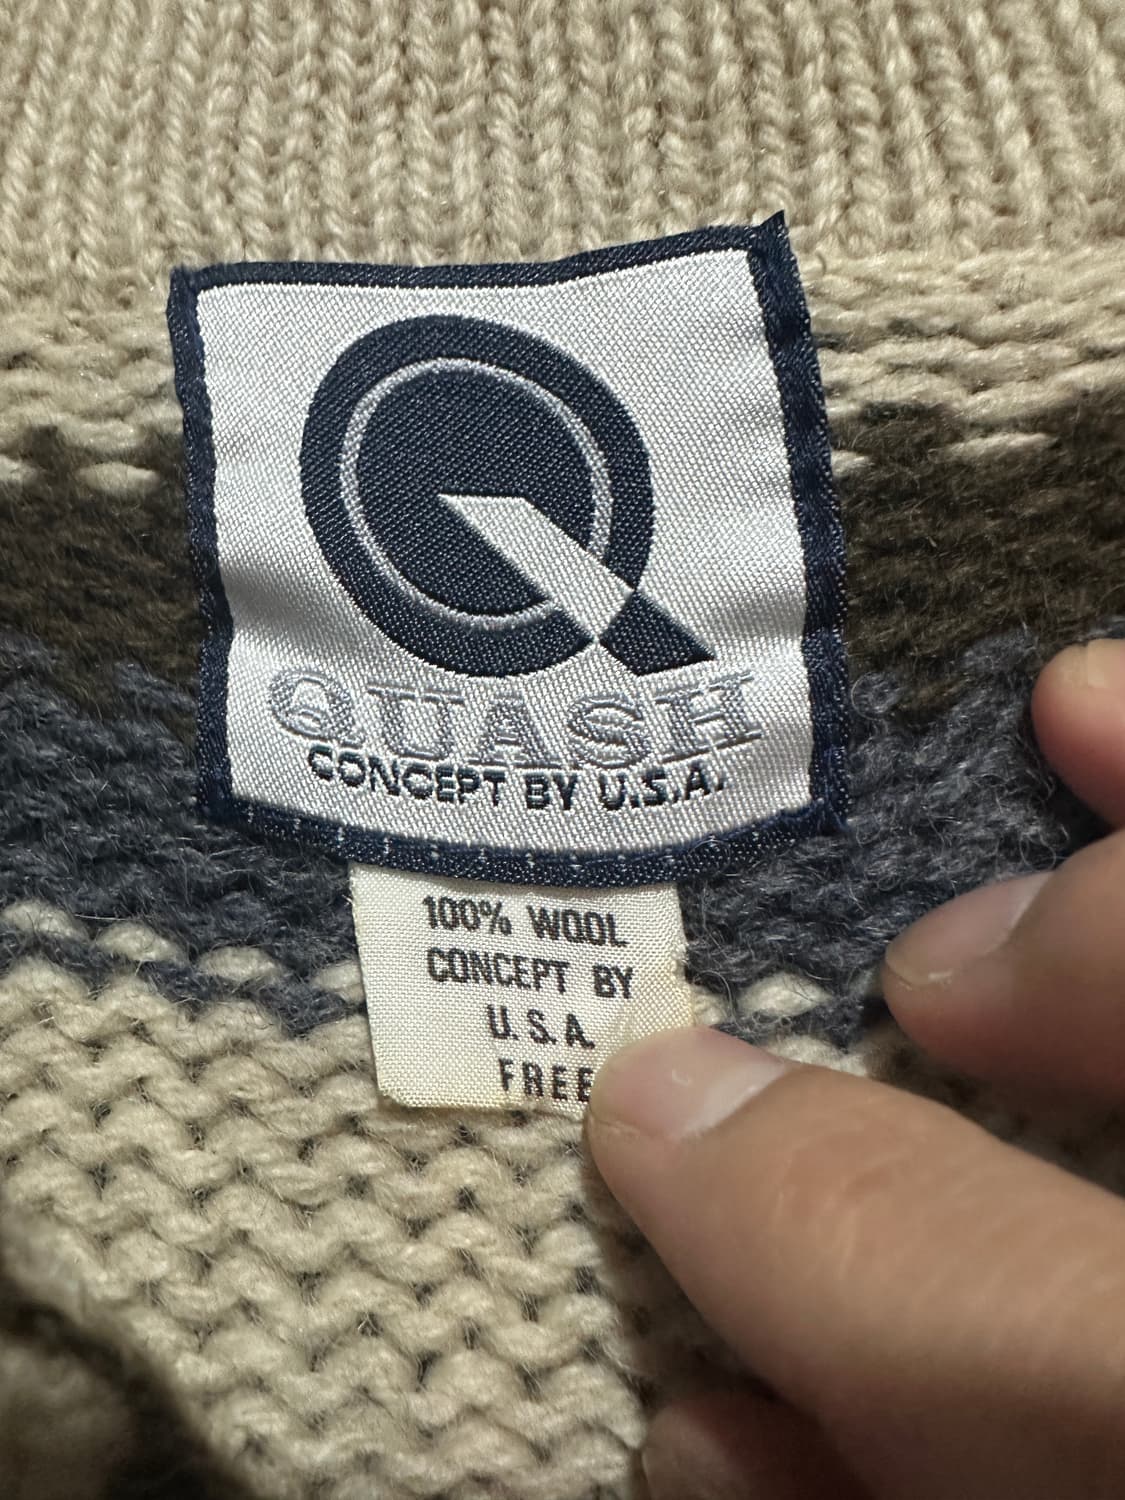 Q
QUASH
CONCEPT BY U.S.A.
100% WOOL
CONCEPT BY
U.S.A.
FREE